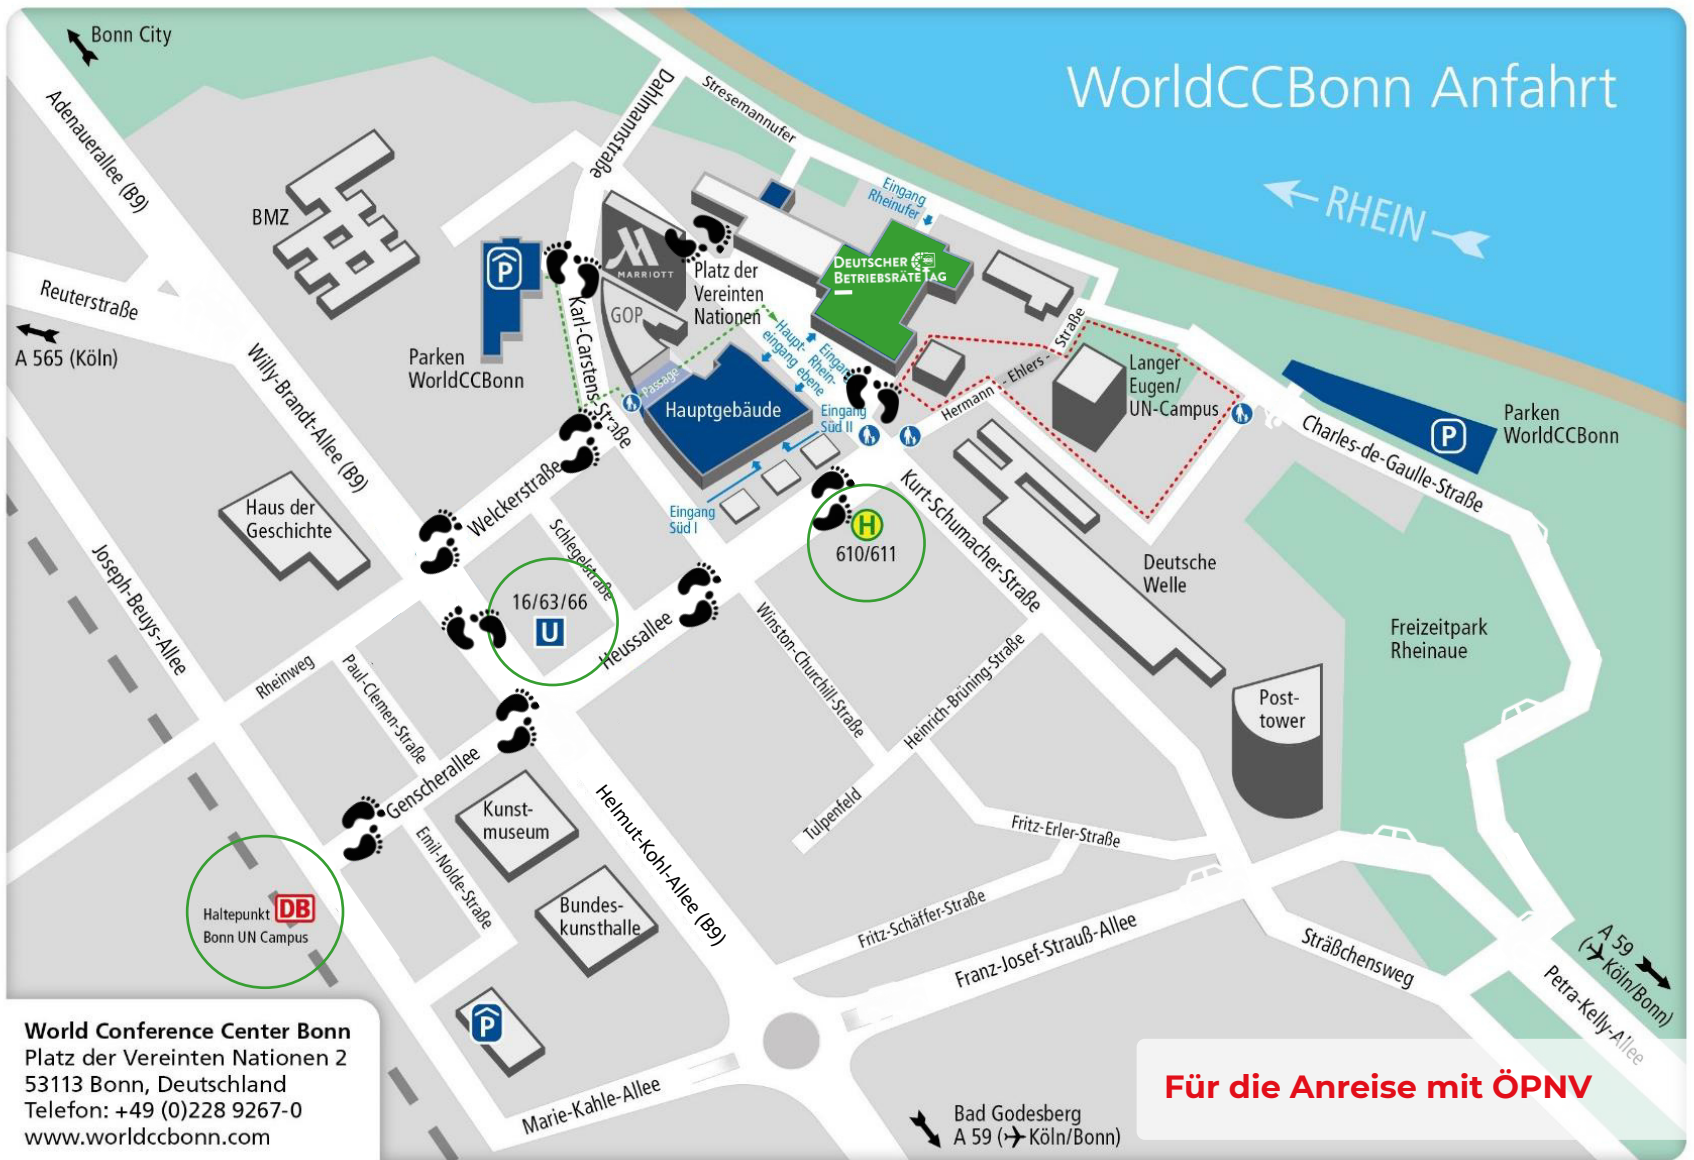 Bonn City
WorldCCBonn Anfahrt
RHEIN
Adenauerallee (B9)
Dahlmannstraße
Stresemannufer
Eingang
Rheinufer
BMZ
P
MARRIOTT
GOP
Platz der
Vereinten
Nationen
DEUTSCHER
BETRIEBSRÄTETAG
Reuterstraße
A 565 (Köln)
Parken
WorldCCBonn
Karl-Carstens-Straße
Passage
Haupt-
eingang
Eingang
Rhein-
ebene
Hauptgebäude
Eingang
Süd II
Eingang
Süd I
Hermann - Ehlers - Straße
Langer
Eugen/
UN-Campus
P
Parken
WorldCCBonn
Charles-de-Gaulle-Straße
Willy-Brandt-Allee (B9)
Haus der
Geschichte
Welckerstraße
Schlegelstraße
16/63/66
U
H
610/611
Kurt-Schumacher-Straße
Deutsche
Welle
Freizeitpark
Rheinaue
Joseph-Beuys-Allee
Rheinweg
Paul-Clemen-Straße
Heussallee
Winston-Churchill-Straße
Heinrich-Brüning-Straße
Post-
tower
Genscherallee
Kunst-
museum
Emil-Nolde-Straße
Bundes-
kunsthalle
Helmut-Kohl-Allee (B9)
Tulpenfeld
Fritz-Erler-Straße
Fritz-Schäffer-Straße
Franz-Josef-Strauß-Allee
Sträßchensweg
A 59
(Köln/Bonn)
Petra-Kelly-Allee
Haltepunkt DB
Bonn UN Campus
P
Marie-Kahle-Allee
Bad Godesberg
A 59 (Köln/Bonn)
World Conference Center Bonn
Platz der Vereinten Nationen 2
53113 Bonn, Deutschland
Telefon: +49 (0)228 9267-0
www.worldccbonn.com
Für die Anreise mit ÖPNV